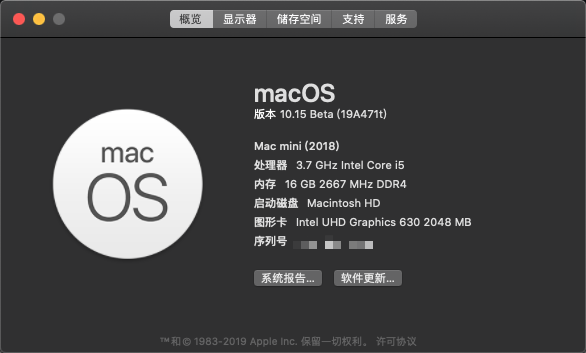 概览 显示器 储存空间 支持 服务
mac
OS
macOS
版本 10.15 Beta (19A471t)
Mac mini (2018)
处理器 3.7 GHz Intel Core i5
内存 16 GB 2667 MHz DDR4
启动磁盘 Macintosh HD
图形卡 Intel UHD Graphics 630 2048 MB
序列号
系统报告... 软件更新...
™和© 1983-2019 Apple Inc. 保留一切权利。 许可协议